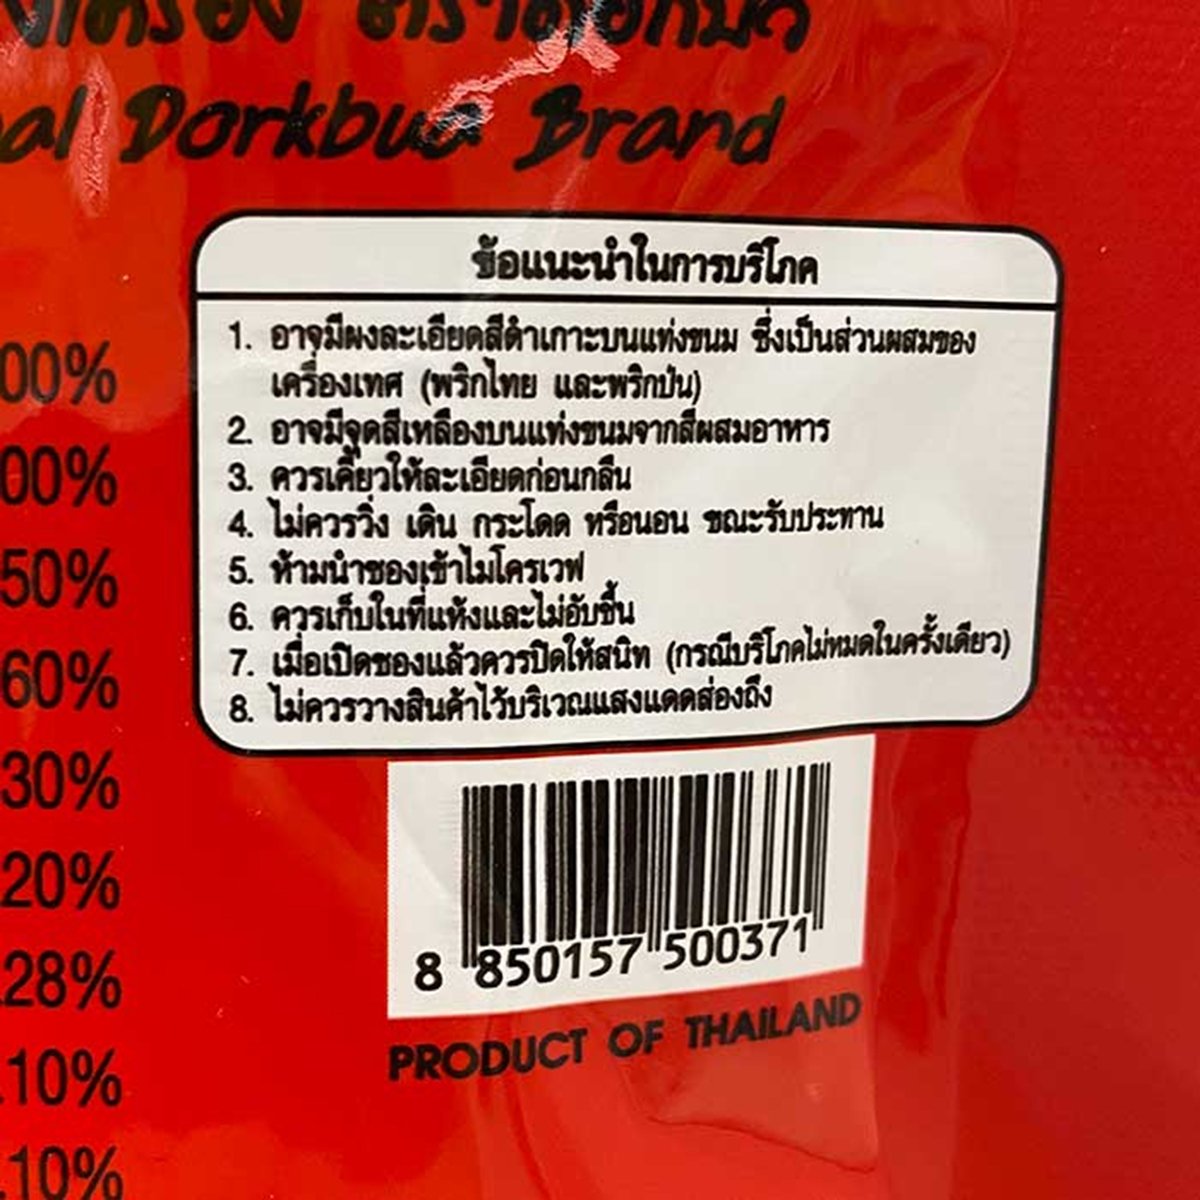 ตราดอกบัว
Dorkbua Brand
ข้อแนะนำในการบริโภค
1. อาจมีผงละเอียดสีดำเกาะบนแท่งขนม ซึ่งเป็นส่วนผสมของ
เครื่องเทศ (พริกไทย และพริกป่น)
2. อาจมีจุดสีเหลืองบนแท่งขนมจากสีผสมอาหาร
3. ควรเคี้ยวให้ละเอียดก่อนกลืน
4. ไม่ควรวิ่ง เดิน กระโดด หรือนอน ขณะรับประทาน
5. ห้ามนำซองเข้าไมโครเวฟ
6. ควรเก็บในที่แห้งและไม่อับชื้น
7. เมื่อเปิดซองแล้วควรปิดให้สนิท (กรณีบริโภคไม่หมดในครั้งเดียว)
8. ไม่ควรวางสินค้าไว้บริเวณแสงแดดส่องถึง
00%
00%
50%
60%
30%
20%
.28%
.10%
.10%
8 850157 500371
PRODUCT OF THAILAND